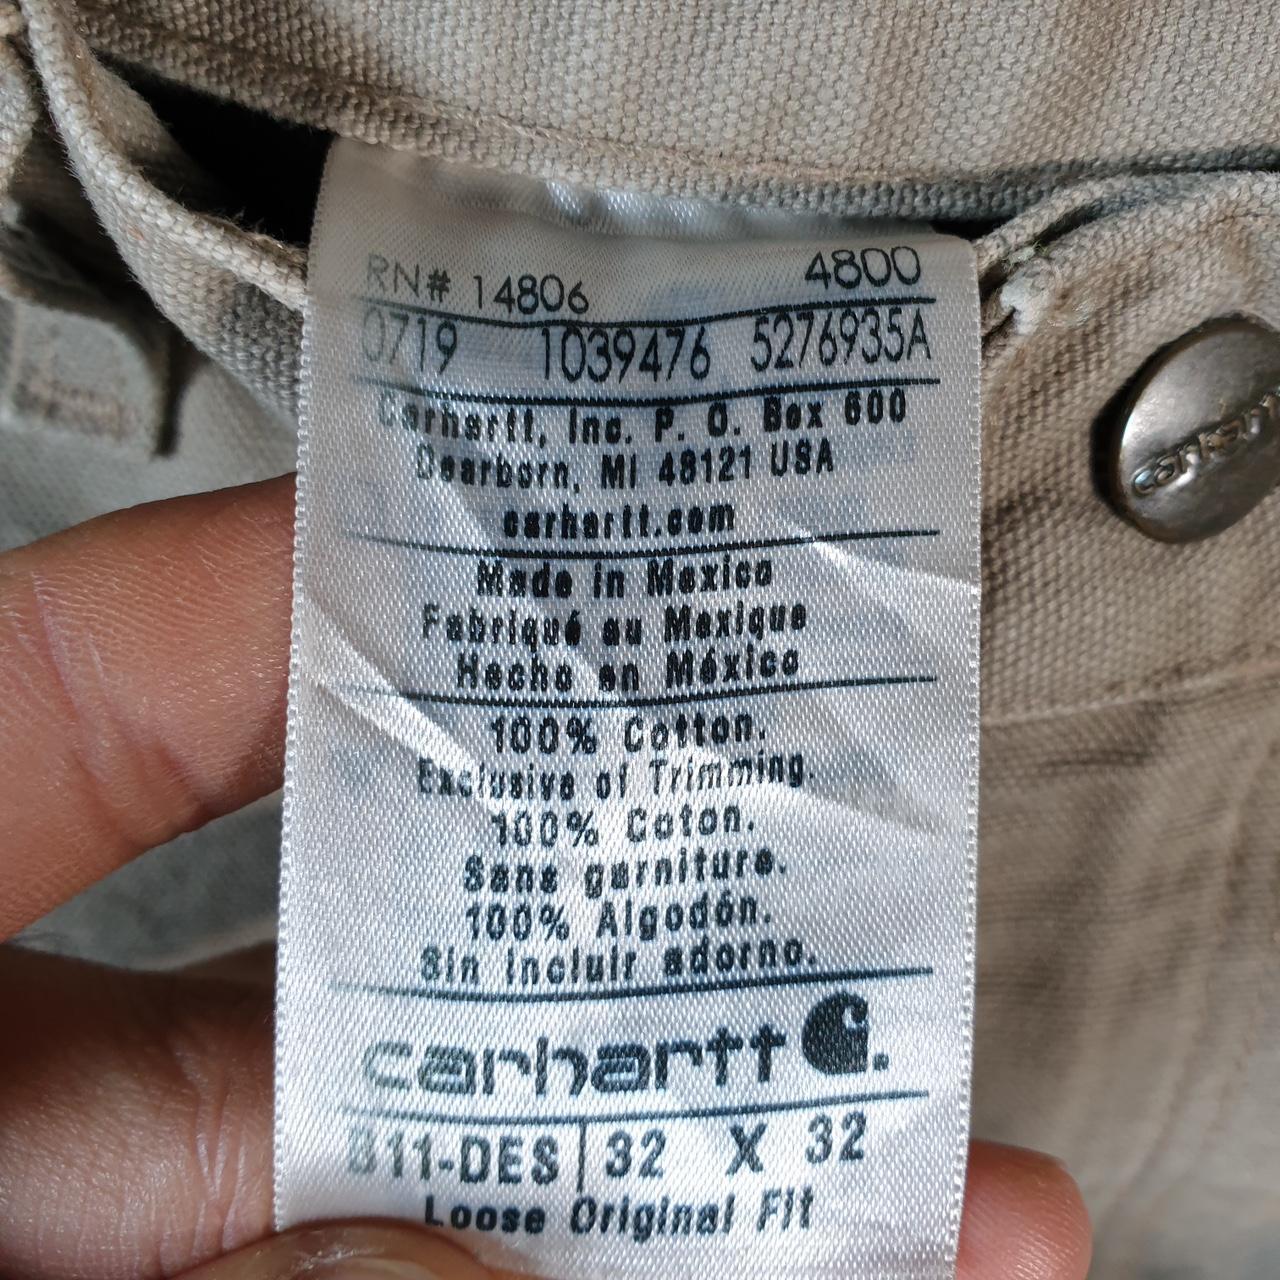 RN# 14806 4800
0719 1039476 5276935A
Carhartt, Inc. P. O. Box 600
Dearborn, MI 48121 USA
carhartt.com
Made in Mexico
Fabriqué au Mexique
Hecho en México
100% Cotton.
Exclusive of Trimming.
100% Coton.
Sans garniture.
100% Algodón.
Sin incluir adorno.
carhartt
B11-DES 32 X 32
Loose Original Fit
carhartt